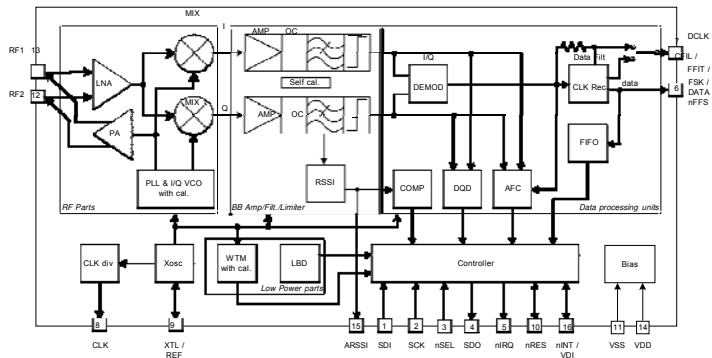 MIX
I
AMP OC
7 DCLK
RF1 13
CFIL /
I/Q
Data Filt
FFIT /
LNA
Self cal.
DEMOD
CLK Rec
FSK /
RF2
data
6 DATA
12
Q
MIX
AMP
OC
nFFS
PA
FIFO
RSSI
COMP
DQD
AFC
PLL & I/Q VCO
with cal.
RF Parts
BB Amp/Filt./Limiter
Data processing units
CLK div
Xosc
WTM
with cal.
LBD
Controller
Bias
Low Power parts
8
9
15
1
2
3
4
5
10
16
11
14
CLK
XTL /
REF
ARSSI
SDI
SCK
nSEL
SDO
nIRQ
nRES
nINT /
VDI
VSS
VDD